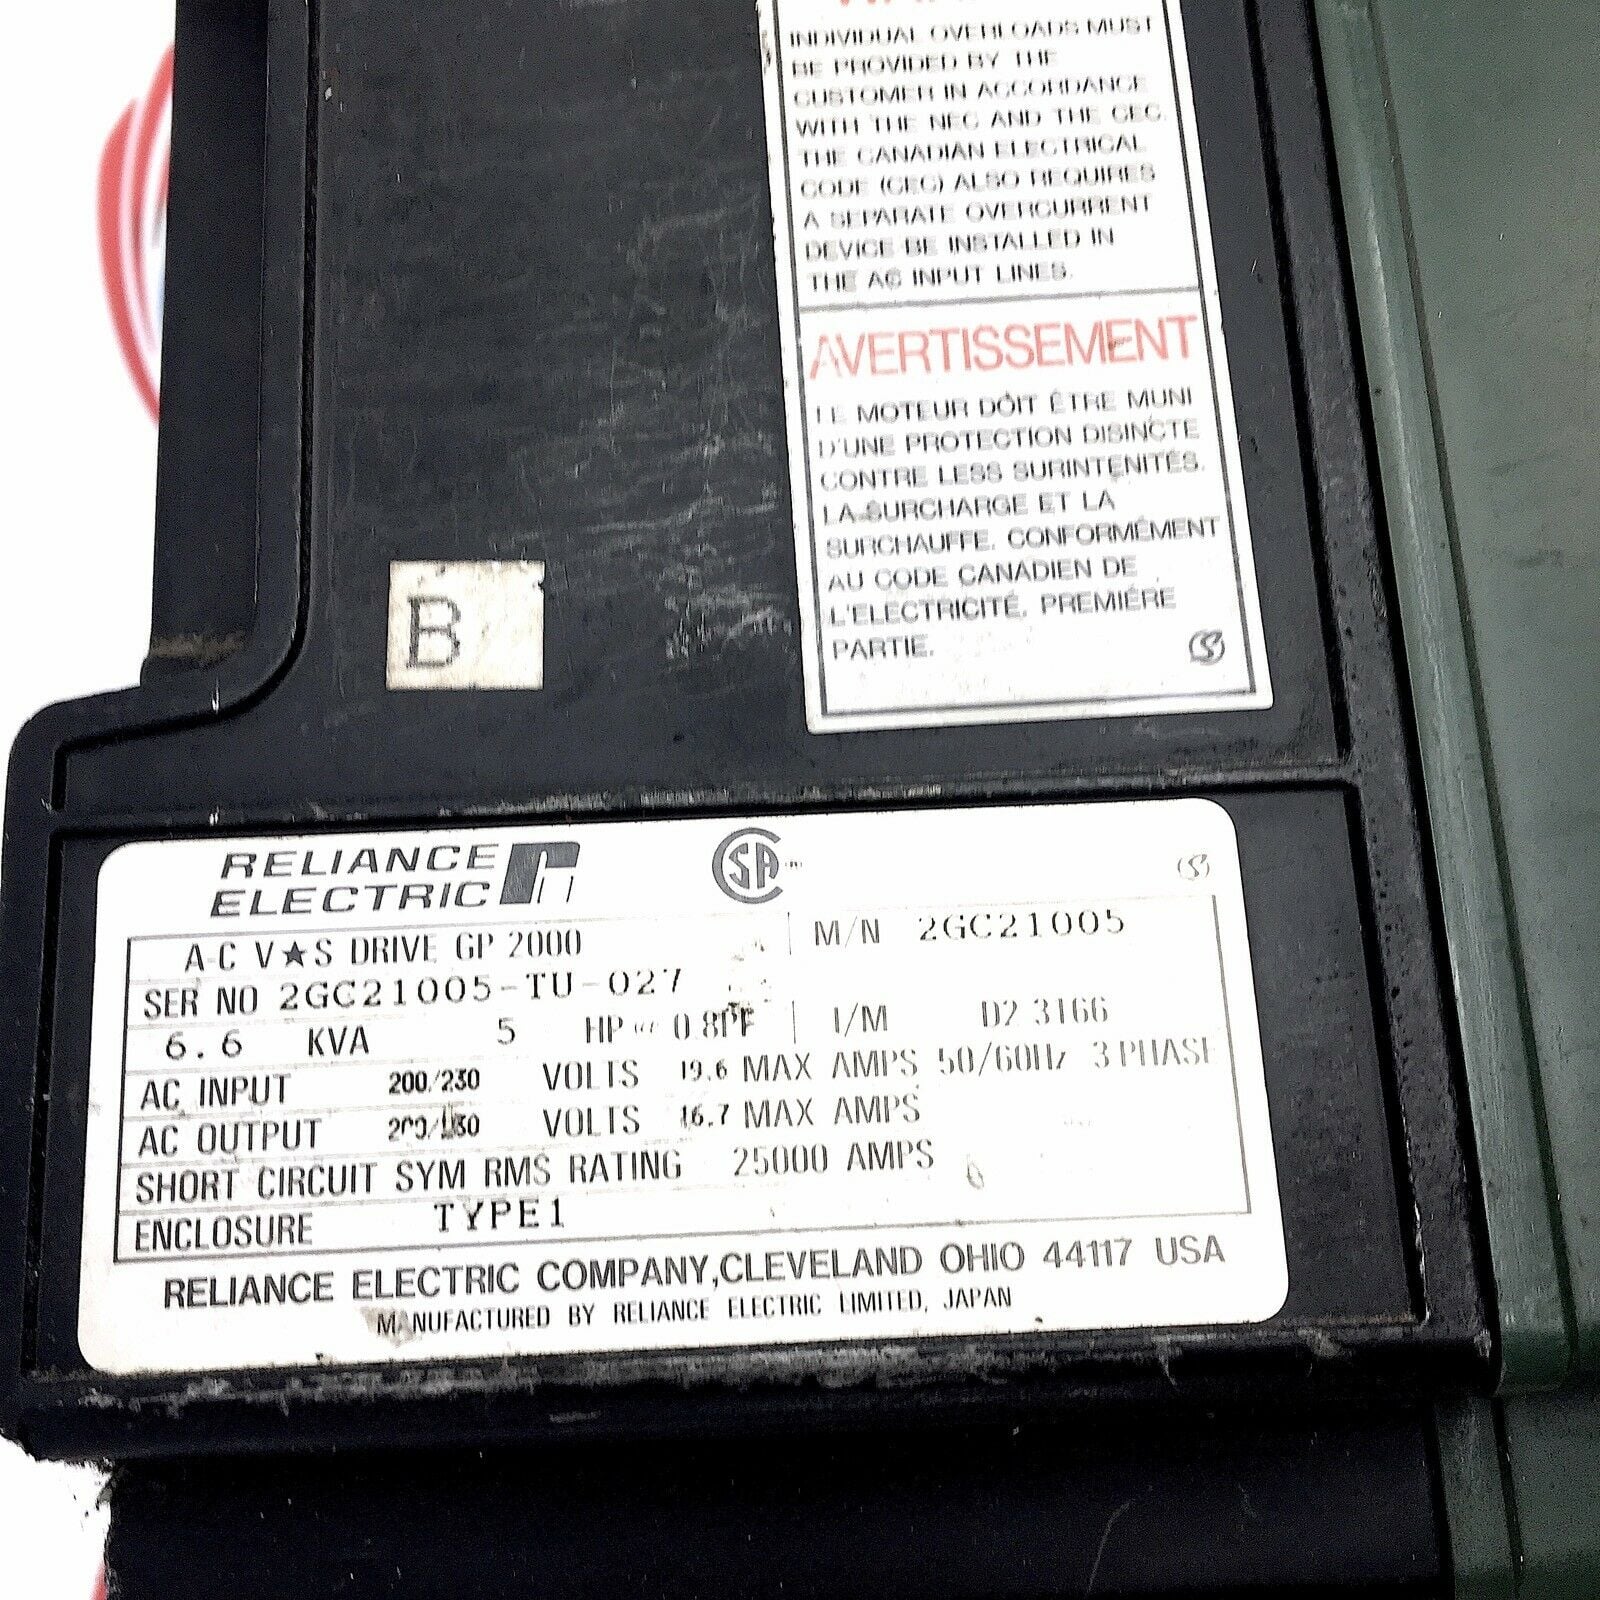 INDIVIDUAL OVERLOADS MUST
BE PROVIDED BY THE
CUSTOMER IN ACCORDANCE
WITH THE NEC AND THE CEC.
THE CANADIAN ELECTRICAL
CODE (CEC) ALSO REQUIRES
A SEPARATE OVERCURRENT
DEVICE BE INSTALLED IN
THE AC INPUT LINES.
AVERTISSEMENT
LE MOTEUR DOIT ÊTRE MUNI
D'UNE PROTECTION DISINCTE
CONTRE LESS SURINTENITÉS.
LA SURCHARGE ET LA
SURCHAUFFE. CONFORMÉMENT
AU CODE CANADIEN DE
L'ELECTRICITÉ, PREMIÉRE
PARTIE.
S
B
RELIANCE
ELECTRIC
CSA
S
A-C V★S DRIVE GP 2000 M/N 2GC21005
SER NO 2GC21005-TU-027
6.6 KVA 5 HP 0.8PF I/M D2 3166
AC INPUT 200/230 VOLTS 19.6 MAX AMPS 50/60Hz 3 PHASE
AC OUTPUT 200/230 VOLTS 16.7 MAX AMPS
SHORT CIRCUIT SYM RMS RATING 25000 AMPS
ENCLOSURE TYPE1
RELIANCE ELECTRIC COMPANY,CLEVELAND OHIO 44117 USA
MANUFACTURED BY RELIANCE ELECTRIC LIMITED, JAPAN